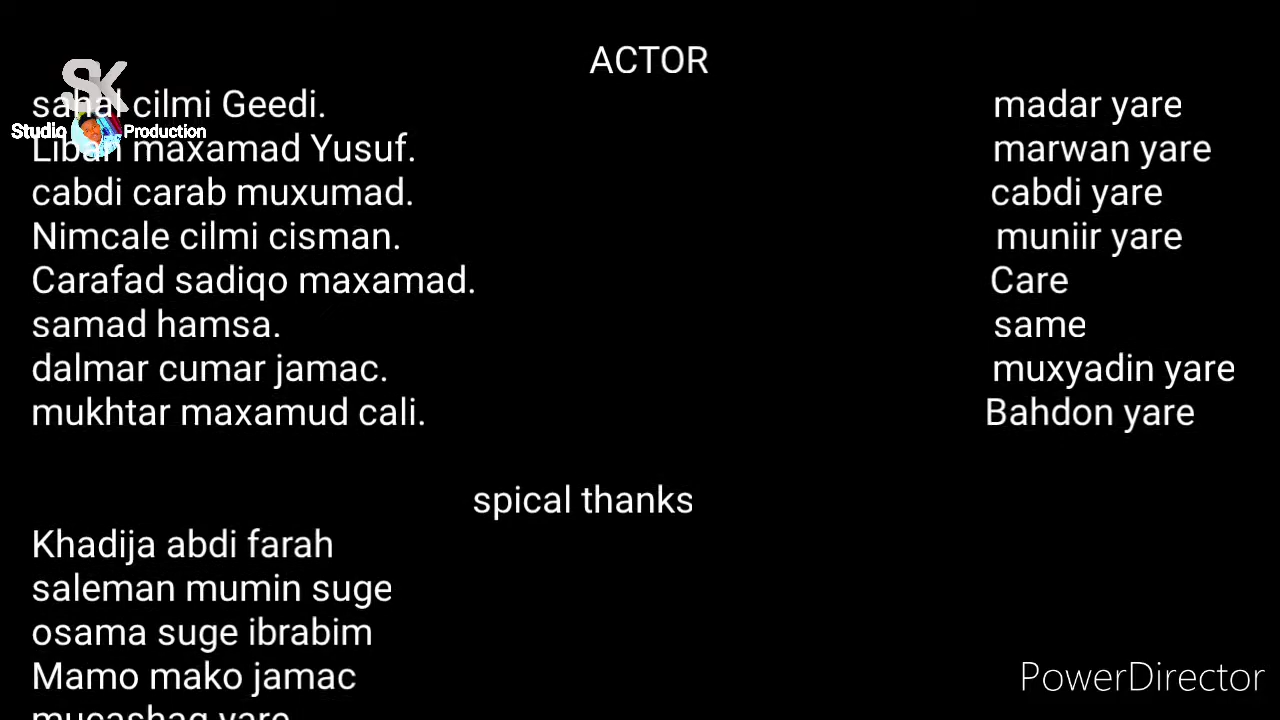 ACTOR
SK
sahal cilmi Geedi. madar yare
Studio Production
Liban maxamad Yusuf. marwan yare
cabdi carab muxumad. cabdi yare
Nimcale cilmi cisman. muniir yare
Carafad sadiqo maxamad. Care
samad hamsa. same
dalmar cumar jamac. muxyadin yare
mukhtar maxamud cali. Bahdon yare
spical thanks
Khadija abdi farah
saleman mumin suge
osama suge ibrabim
Mamo mako jamac
PowerDirector
yare